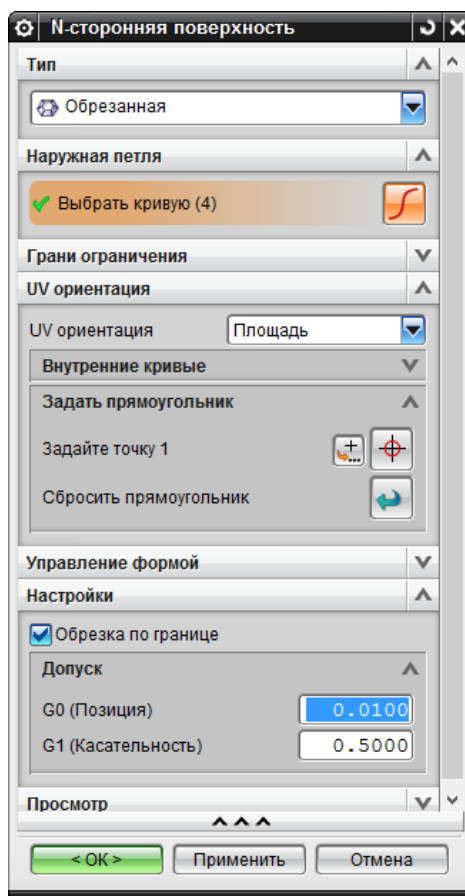 N-сторонняя поверхность
Тип
Обрезанная
Наружная петля
Выбрать кривую (4)
Грани ограничения
UV ориентация
UV ориентация Площадь
Внутренние кривые
Задать прямоугольник
Задайте точку 1
Сбросить прямоугольник
Управление формой
Настройки
Обрезка по границе
Допуск
G0 (Позиция) 0.0100
G1 (Касательность) 0.5000
Просмотр
< ОК > Применить Отмена